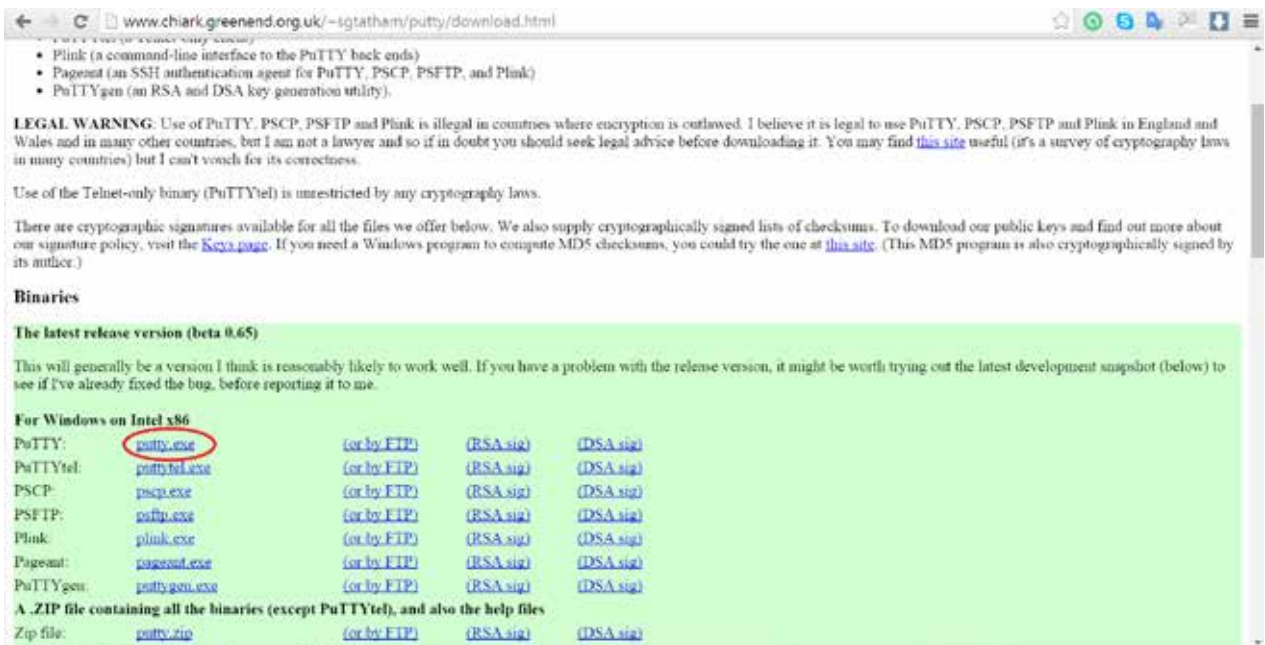 www.chiark.greenend.org.uk/~sgtatham/putty/download.html
Plink (a command-line interface to the PuTTY back ends)
Pageant (an SSH authentication agent for PuTTY, PSCP, PSFTP, and Plink)
PuTTYgen (an RSA and DSA key generation utility).
LEGAL WARNING: Use of PuTTY, PSCP, PSFTP and Plink is illegal in countries where encryption is outlawed. I believe it is legal to use PuTTY, PSCP, PSFTP and Plink in England and
Wales and in many other countries, but I am not a lawyer and so if in doubt you should seek legal advice before downloading it. You may find this site useful (it's a survey of cryptography laws
in many countries) but I can't vouch for its correctness.
Use of the Telnet-only binary (PuTTYtel) is unrestricted by any cryptography laws.
There are cryptographic signatures available for all the files we offer below. We also supply cryptographically signed lists of checksums. To download our public keys and find out more about
our signature policy, visit the Keys page. If you need a Windows program to compute MD5 checksums, you could try the one at this site. (This MD5 program is also cryptographically signed by
its author.)
Binaries
The latest release version (beta 0.65)
This will generally be a version I think is reasonably likely to work well. If you have a problem with the release version, it might be worth trying out the latest development snapshot (below) to
see if I've already fixed the bug, before reporting it to me.
For Windows on Intel x86
PuTTY: putty.exe (or by FTP) (RSA sig) (DSA sig)
PuTTYtel: puttytel.exe (or by FTP) (RSA sig) (DSA sig)
PSCP: pscp.exe (or by FTP) (RSA sig) (DSA sig)
PSFTP: psftp.exe (or by FTP) (RSA sig) (DSA sig)
Plink: plink.exe (or by FTP) (RSA sig) (DSA sig)
Pageant: pageant.exe (or by FTP) (RSA sig) (DSA sig)
PuTTYgen: puttygen.exe (or by FTP) (RSA sig) (DSA sig)
A .ZIP file containing all the binaries (except PuTTYtel), and also the help files
Zip file: putty.zip (or by FTP) (RSA sig) (DSA sig)